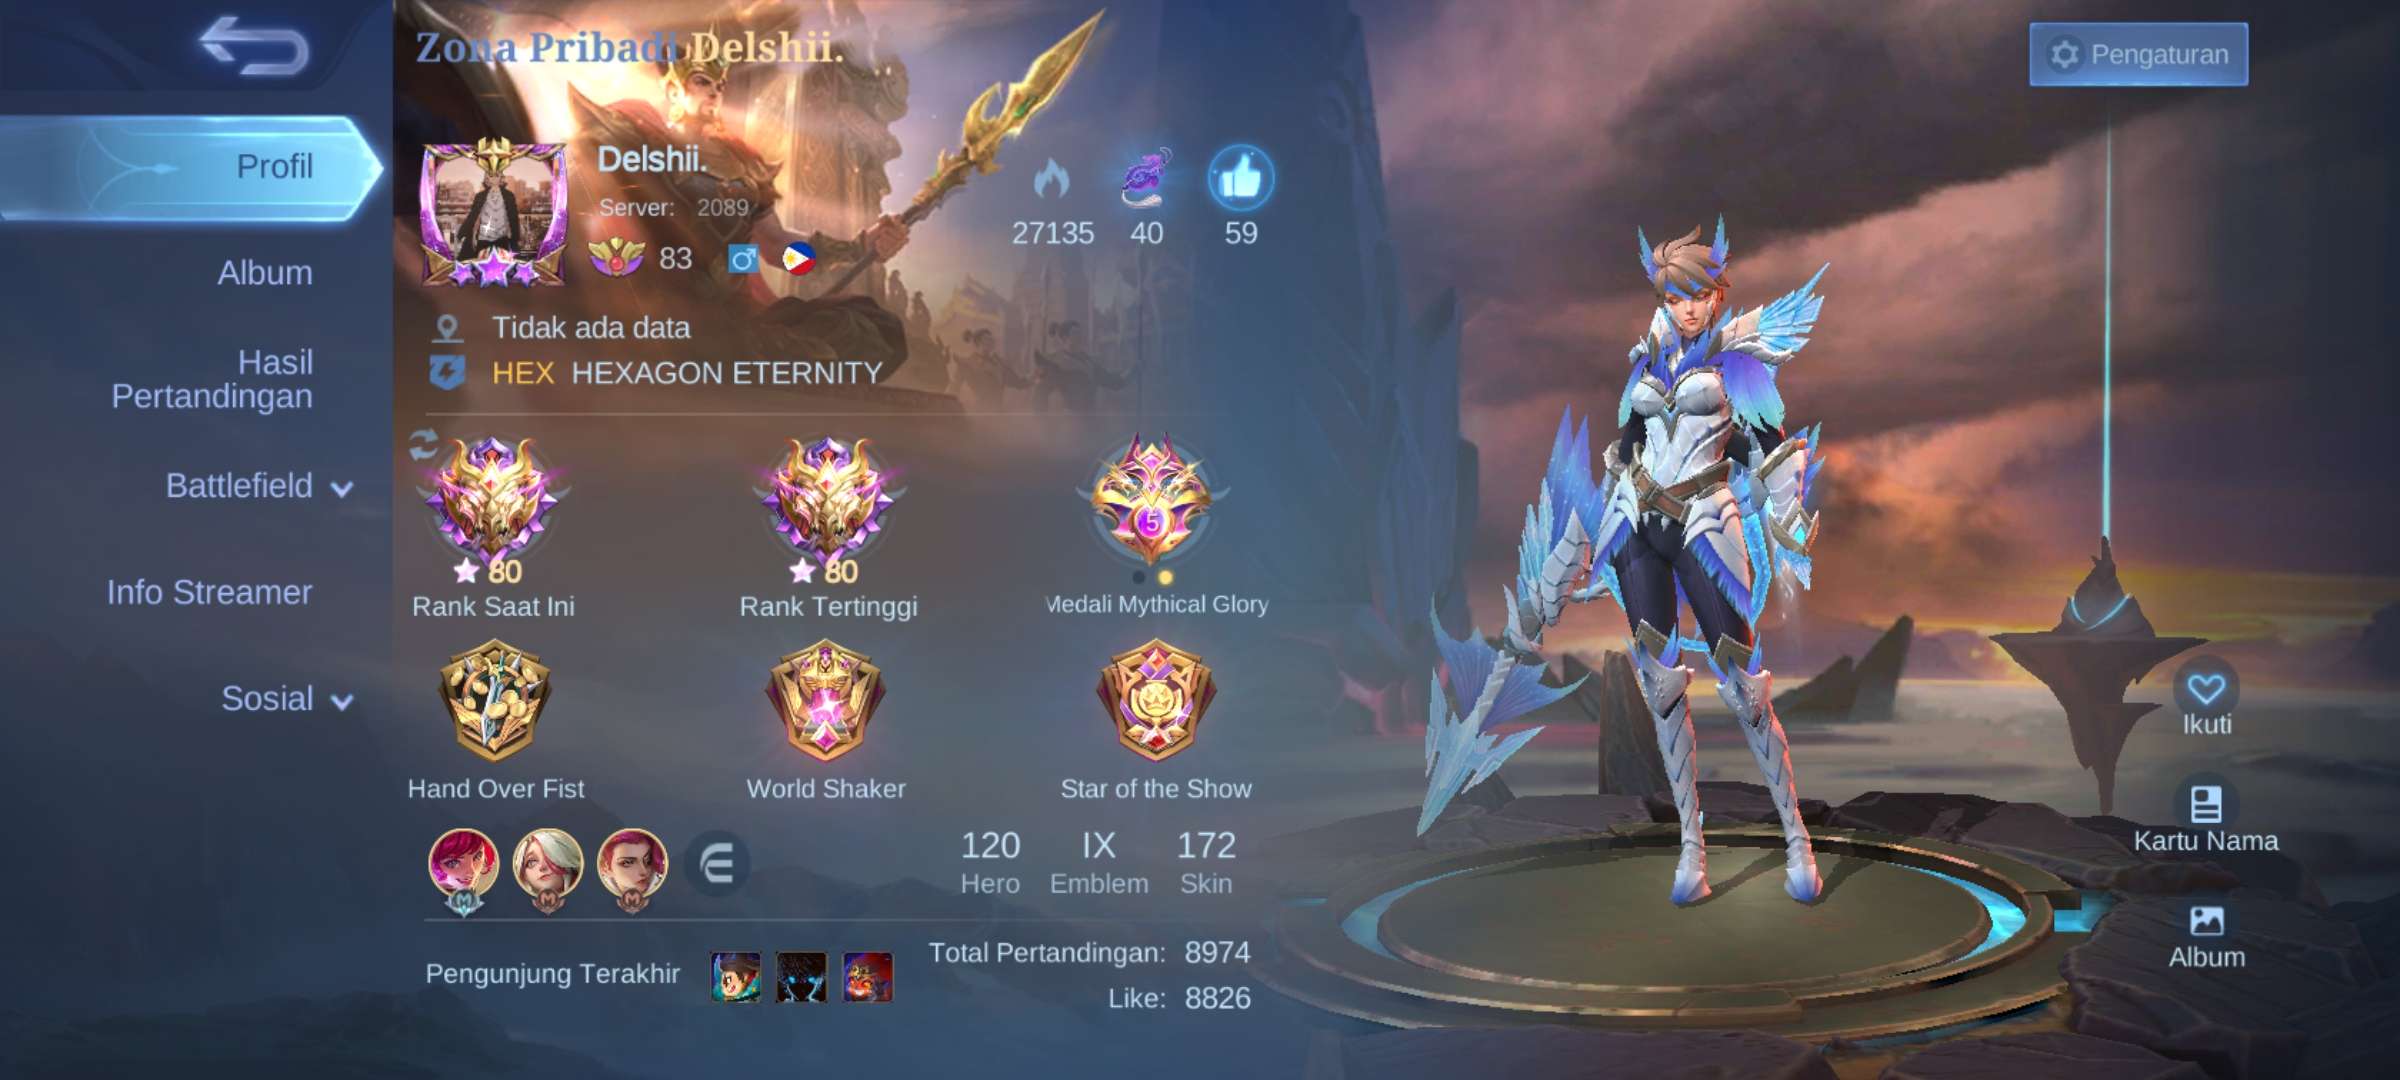 Zona Pribadi Delshii.
Pengaturan
Profil
Album
Hasil
Pertandingan
Battlefield
Info Streamer
Sosial
Delshii.
Server: 2089
83
27135
40
59
Tidak ada data
HEX HEXAGON ETERNITY
80
Rank Saat Ini
80
Rank Tertinggi
5
Medali Mythical Glory
Hand Over Fist
World Shaker
Star of the Show
M
M
M
120
Hero
IX
Emblem
172
Skin
Pengunjung Terakhir
Total Pertandingan: 8974
Like: 8826
Ikuti
Kartu Nama
Album